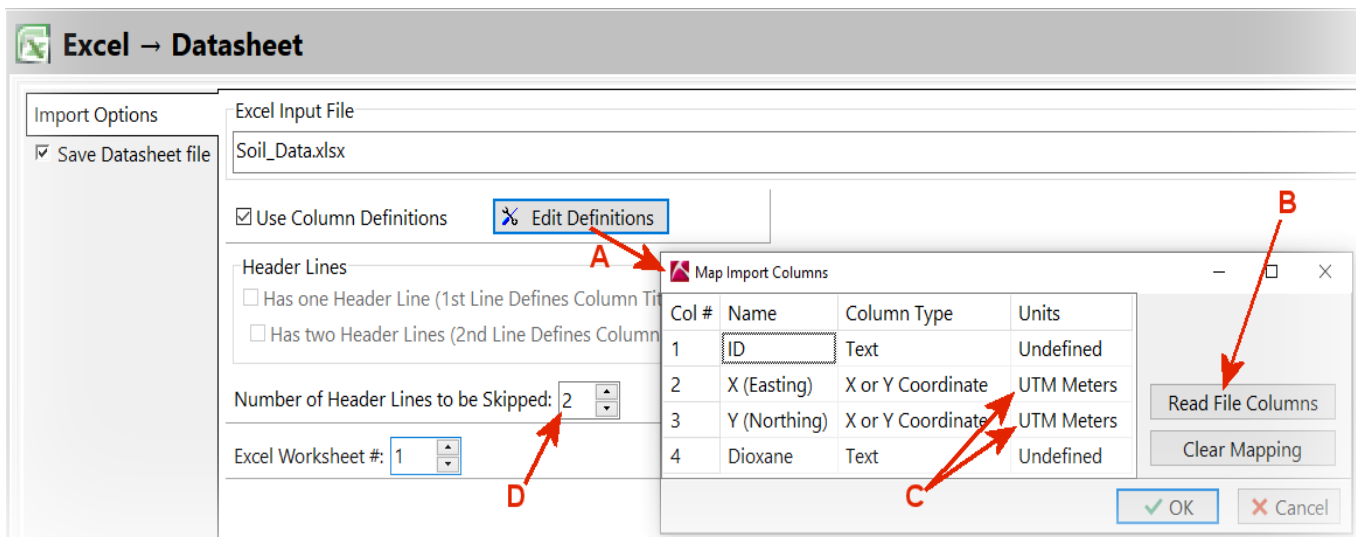 Excel → Datasheet
Import Options
Save Datasheet file
Excel Input File
Soil_Data.xlsx
Use Column Definitions
Edit Definitions
A
B
Header Lines
Has one Header Line (1st Line Defines Column Tit
Has two Header Lines (2nd Line Defines Column
Number of Header Lines to be Skipped: 2
Excel Worksheet #: 1
D
Map Import Columns
Col # Name Column Type Units
1 ID Text Undefined
2 X (Easting) X or Y Coordinate UTM Meters
3 Y (Northing) X or Y Coordinate UTM Meters
4 Dioxane Text Undefined
C
Read File Columns
Clear Mapping
OK
Cancel